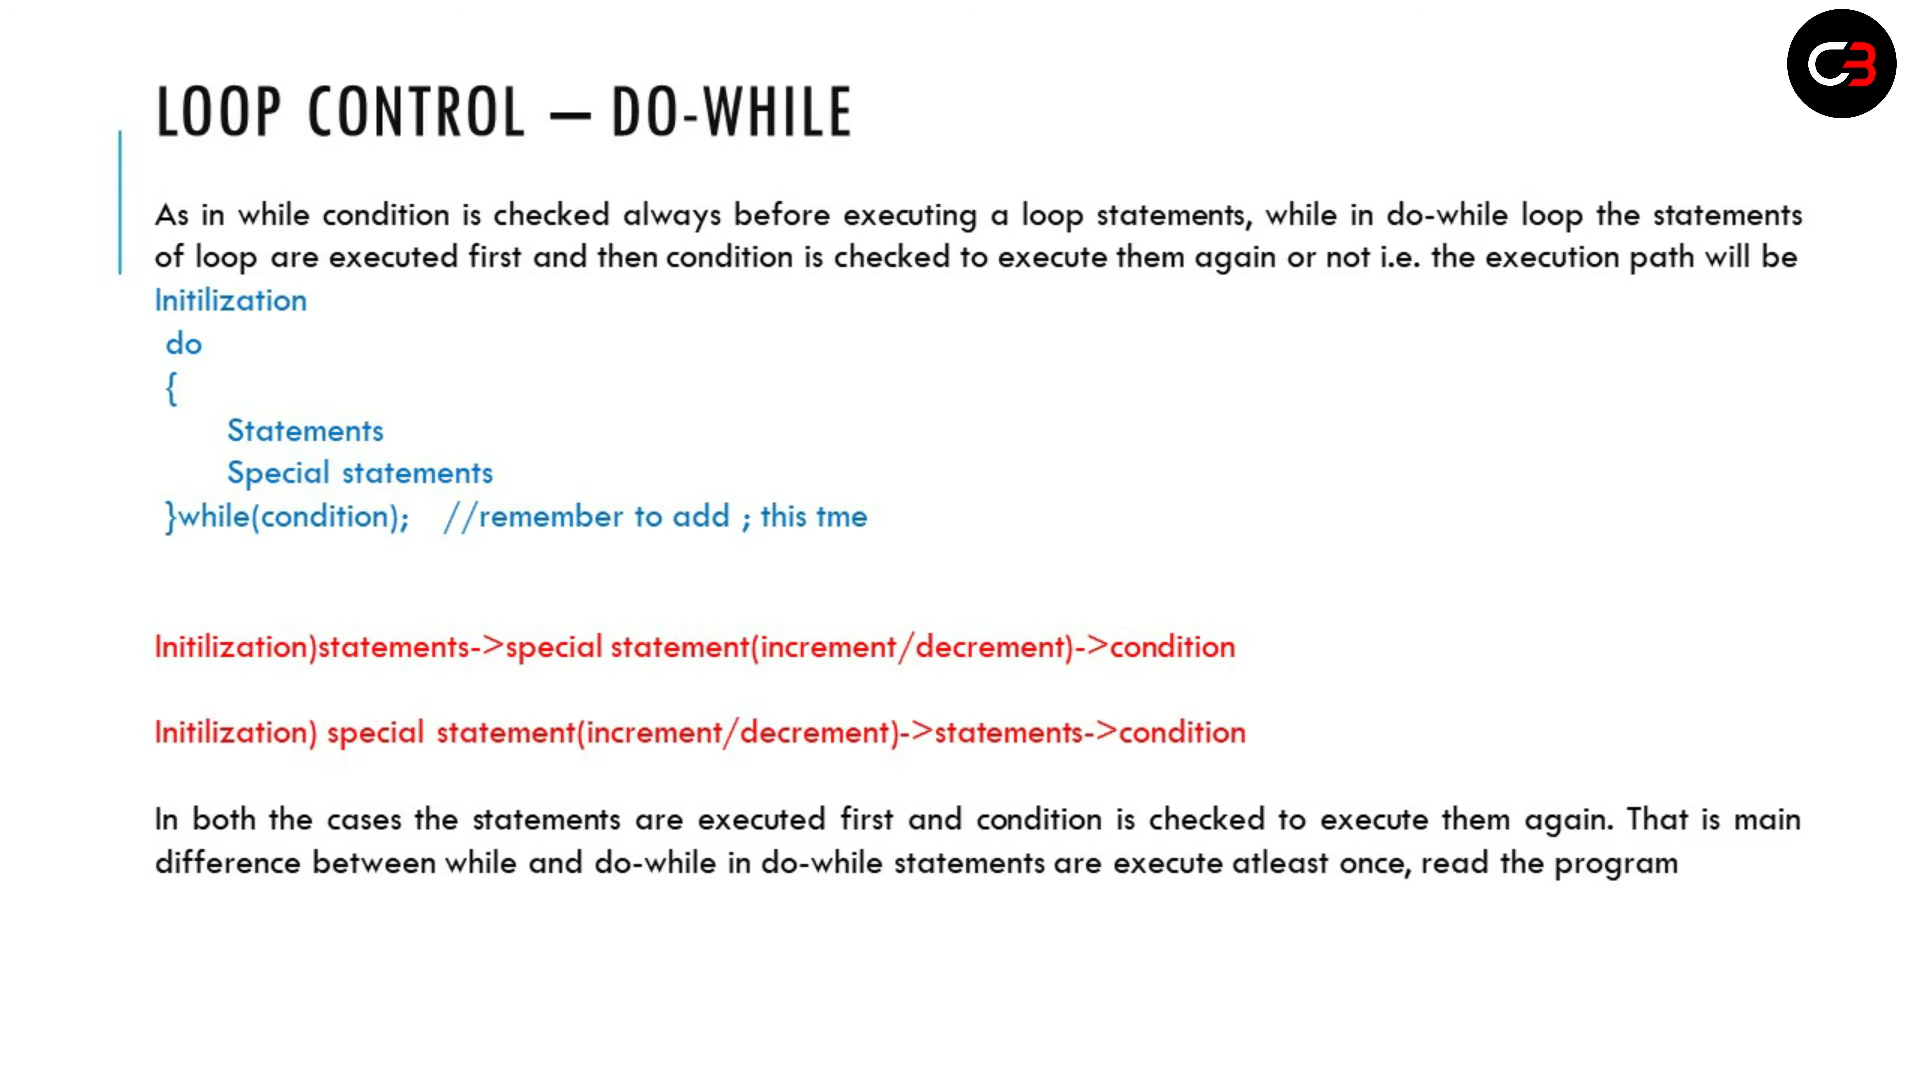 CB
LOOP CONTROL – DO-WHILE
As in while condition is checked always before executing a loop statements, while in do-while loop the statements
of loop are executed first and then condition is checked to execute them again or not i.e. the execution path will be
Initilization
do
{
Statements
Special statements
}while(condition); //remember to add ; this tme
Initilization)statements->special statement(increment/decrement)->condition
Initilization) special statement(increment/decrement)->statements->condition
In both the cases the statements are executed first and condition is checked to execute them again. That is main
difference between while and do-while in do-while statements are execute atleast once, read the program